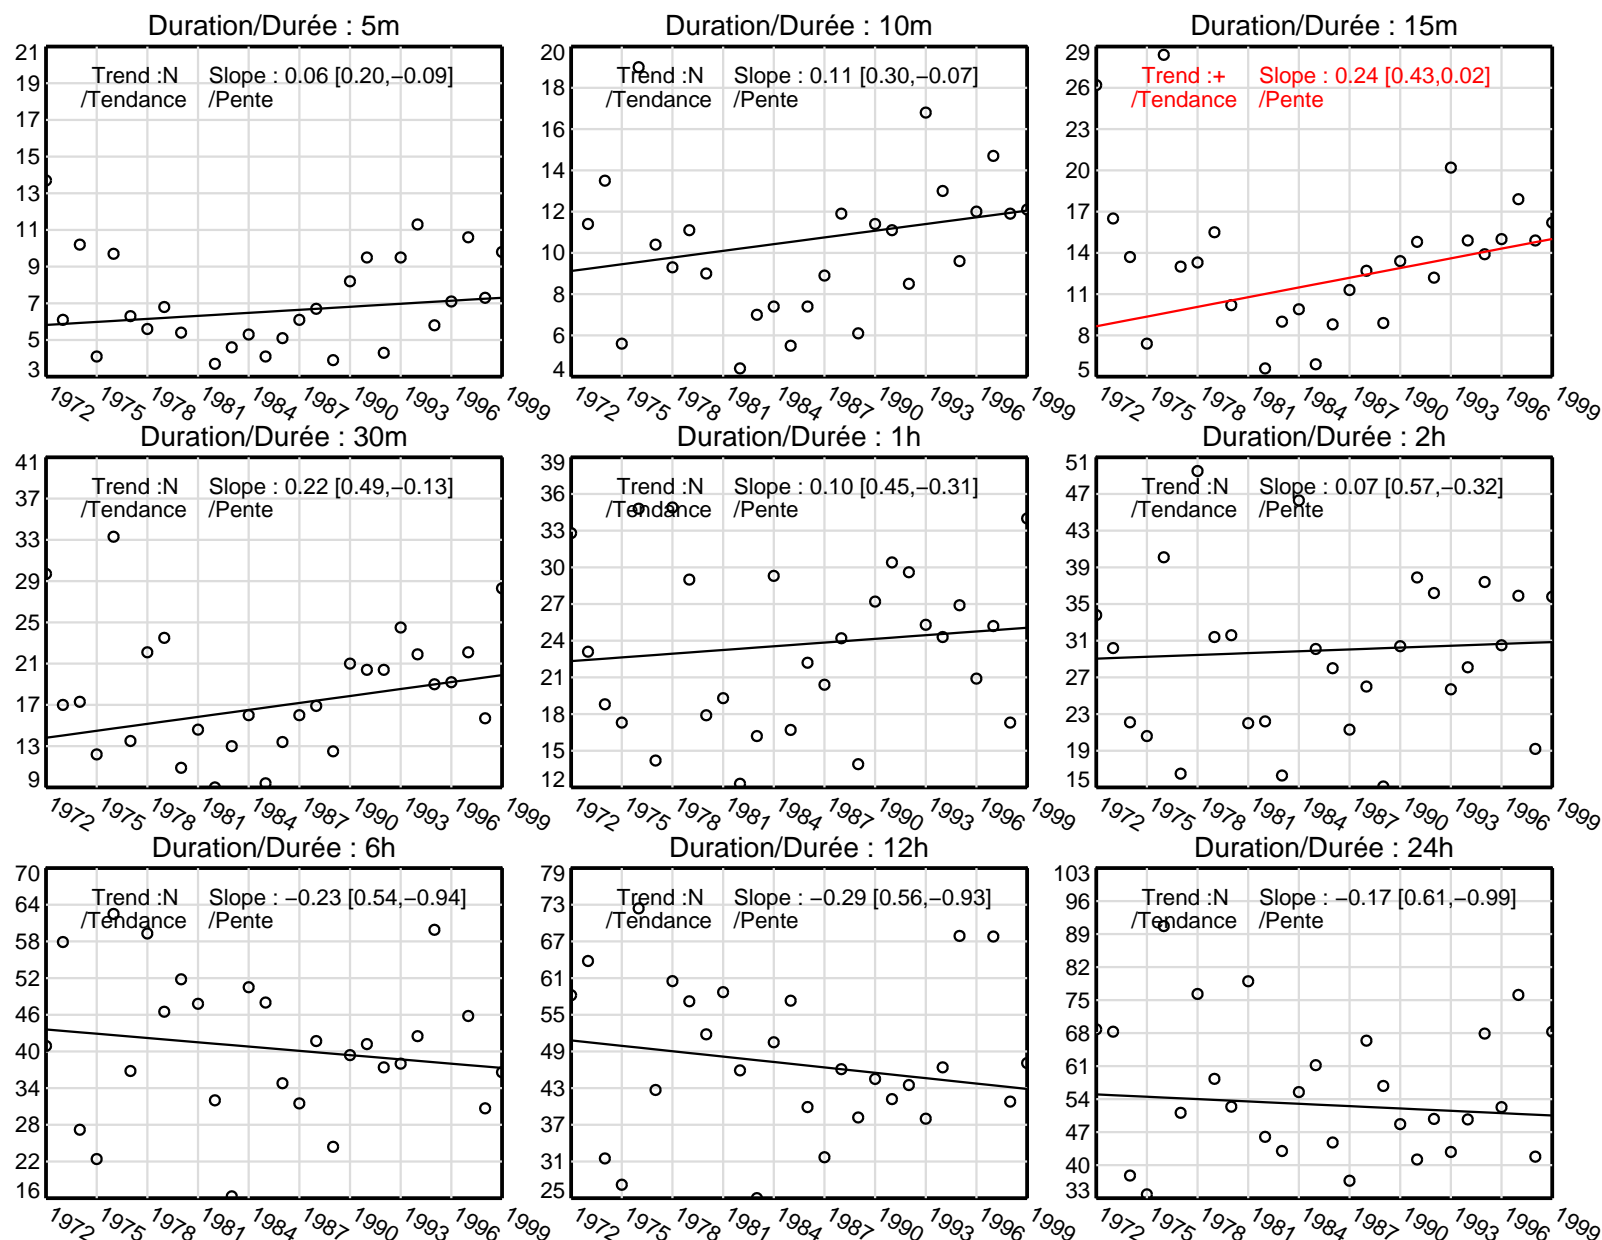 Duration/Durée : 5m
Trend :N Slope : 0.06 [0.20,−0.09]
/Tendance /Pente
21
19
17
15
13
11
9
7
5
3
1972 1975 1978 1981 1984 1987 1990 1993 1996 1999
Duration/Durée : 10m
Trend :N Slope : 0.11 [0.30,−0.07]
/Tendance /Pente
20
18
16
14
12
10
8
6
4
1972 1975 1978 1981 1984 1987 1990 1993 1996 1999
Duration/Durée : 15m
Trend :+ Slope : 0.24 [0.43,0.02]
/Tendance /Pente
29
26
23
20
17
14
11
8
5
1972 1975 1978 1981 1984 1987 1990 1993 1996 1999
Duration/Durée : 30m
Trend :N Slope : 0.22 [0.49,−0.13]
/Tendance /Pente
41
37
33
29
25
21
17
13
9
1972 1975 1978 1981 1984 1987 1990 1993 1996 1999
Duration/Durée : 1h
Trend :N Slope : 0.10 [0.45,−0.31]
/Tendance /Pente
39
36
33
30
27
24
21
18
15
12
1972 1975 1978 1981 1984 1987 1990 1993 1996 1999
Duration/Durée : 2h
Trend :N Slope : 0.07 [0.57,−0.32]
/Tendance /Pente
51
47
43
39
35
31
27
23
19
15
1972 1975 1978 1981 1984 1987 1990 1993 1996 1999
Duration/Durée : 6h
Trend :N Slope : −0.23 [0.54,−0.94]
/Tendance /Pente
70
64
58
52
46
40
34
28
22
16
1972 1975 1978 1981 1984 1987 1990 1993 1996 1999
Duration/Durée : 12h
Trend :N Slope : −0.29 [0.56,−0.93]
/Tendance /Pente
79
73
67
61
55
49
43
37
31
25
1972 1975 1978 1981 1984 1987 1990 1993 1996 1999
Duration/Durée : 24h
Trend :N Slope : −0.17 [0.61,−0.99]
/Tendance /Pente
103
96
89
82
75
68
61
54
47
40
33
1972 1975 1978 1981 1984 1987 1990 1993 1996 1999